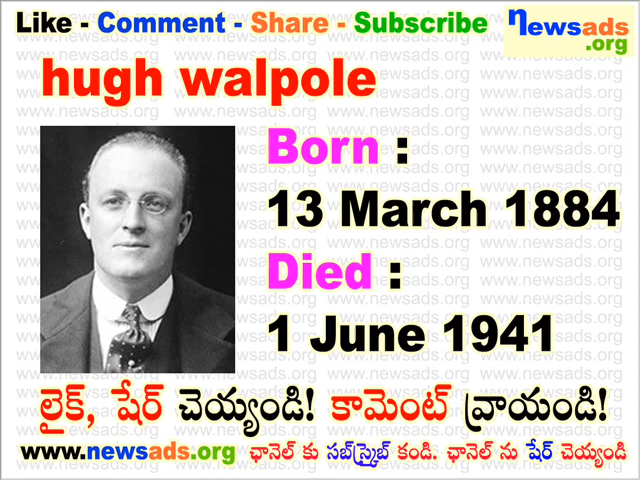 Like - Comment - Share - Subscribe
newsads
.org
hugh walpole
Born :
13 March 1884
Died :
1 June 1941
లైక్, షేర్ చెయ్యండి! కామెంట్ వ్రాయండి!
www.newsads.org ఛానెల్ కు సబ్‌స్క్రైబ్ కండి. ఛానెల్ ను షేర్ చెయ్యండి